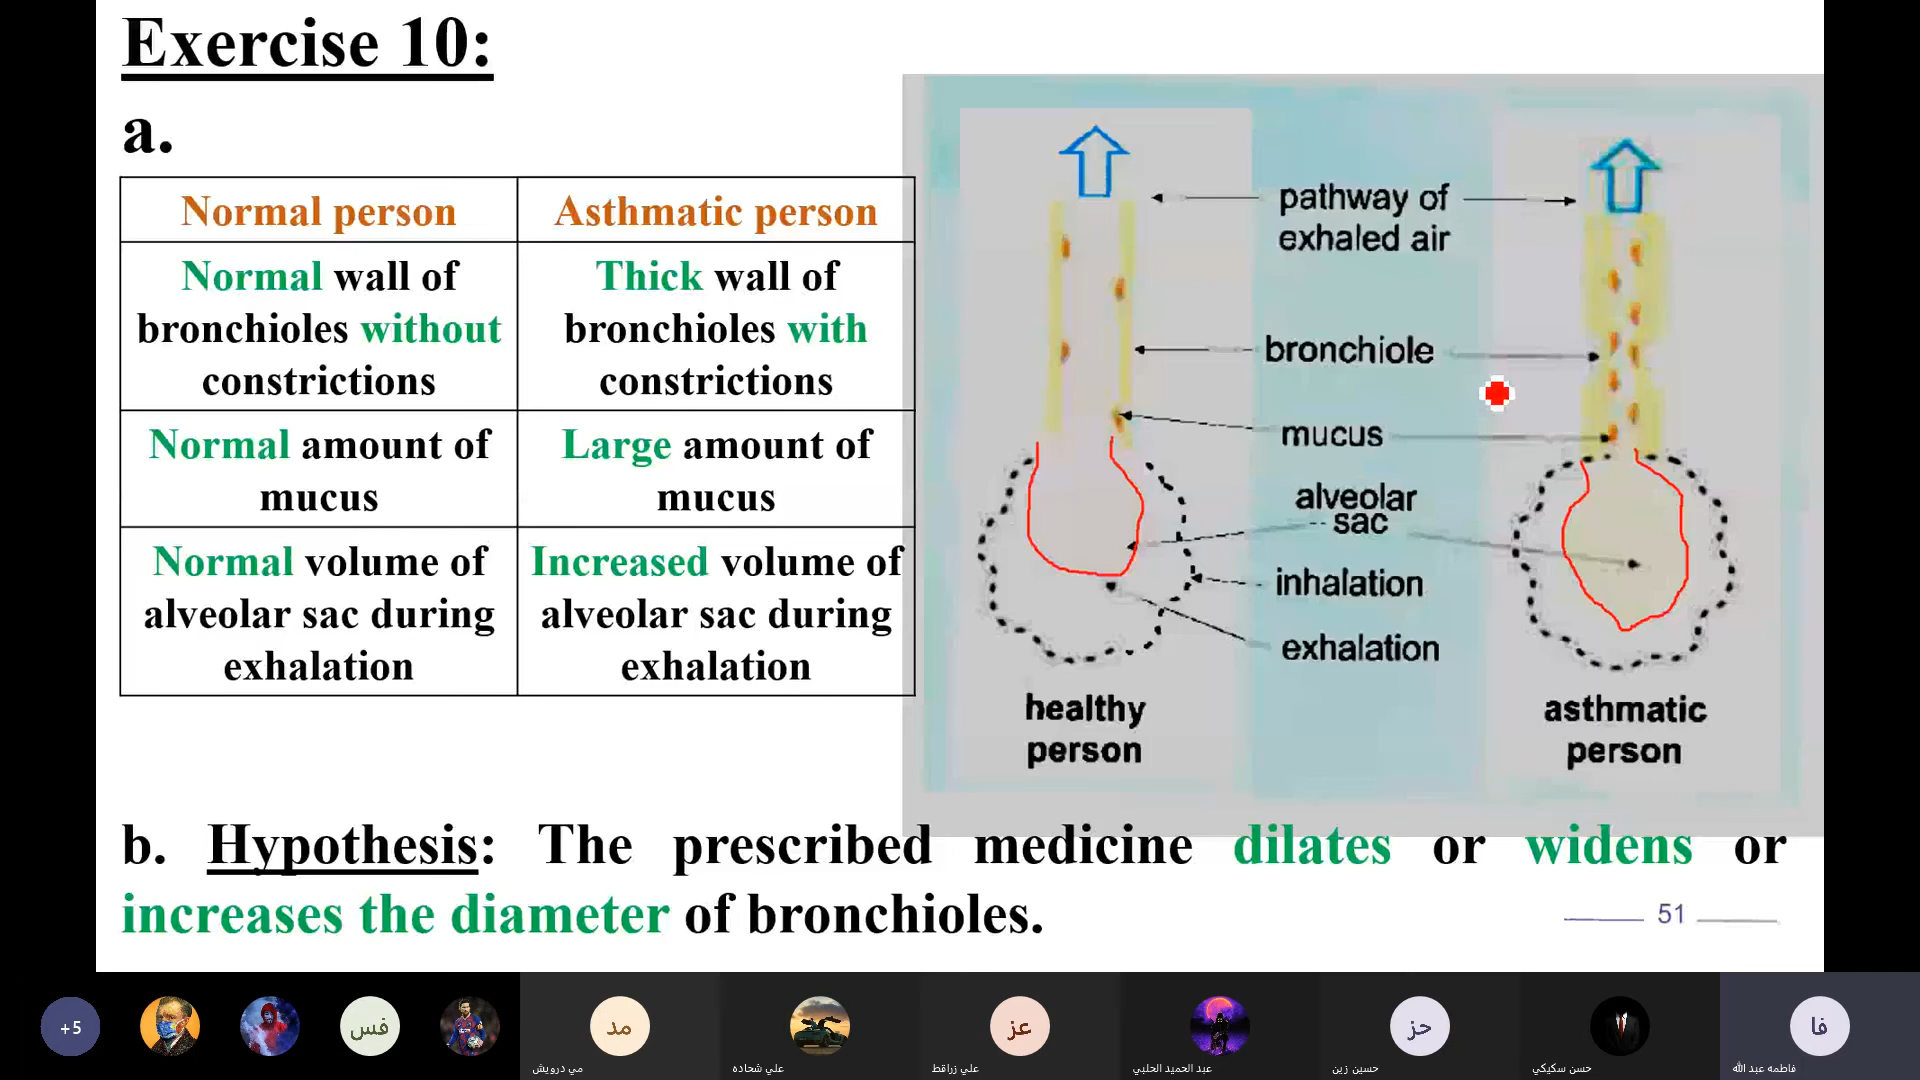 Exercise 10:
a.
Normal person
Asthmatic person
Normal wall of
bronchioles without
constrictions
Thick wall of
bronchioles with
constrictions
Normal amount of
mucus
Large amount of
mucus
Normal volume of
alveolar sac during
exhalation
Increased volume of
alveolar sac during
exhalation
pathway of
exhaled air
bronchiole
mucus
alveolar
sac
inhalation
exhalation
healthy
person
asthmatic
person
b. Hypothesis: The prescribed medicine dilates or widens or
increases the diameter of bronchioles.
51
+5
فس
مد
عز
حز
فا
مي درويش
علي شحاده
علي زراقط
عبد الحميد الحلبي
حسين زين
حسن سكيكي
فاطمه عبد الله